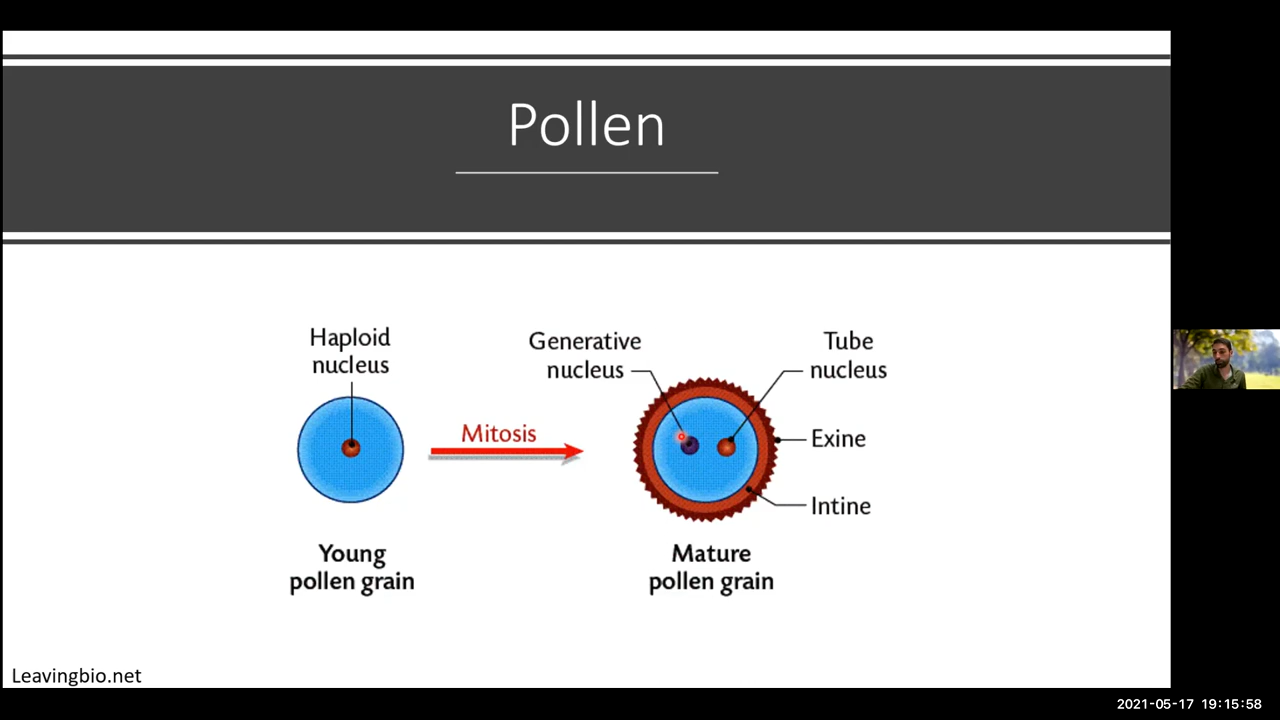 Pollen
Haploid
nucleus
Generative
nucleus
Tube
nucleus
Mitosis
Exine
Intine
Young
pollen grain
Mature
pollen grain
Leavingbio.net
2021-05-17 19:15:58